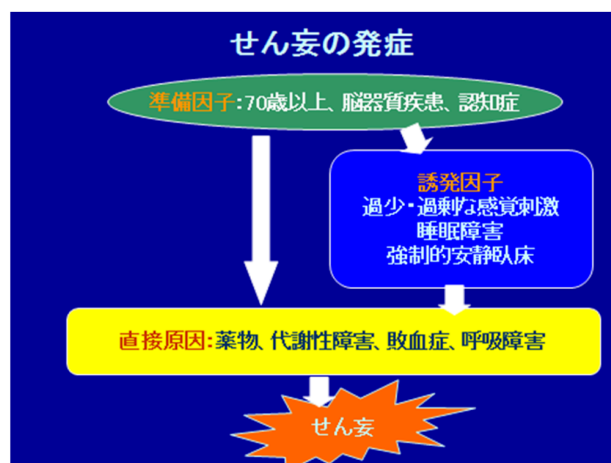 せん妄の発症
準備因子:70歳以上、脳器質疾患、認知症
誘発因子
過少・過剰な感覚刺激
睡眠障害
強制的安静臥床
直接原因:薬物、代謝性障害、敗血症、呼吸障害
せん妄